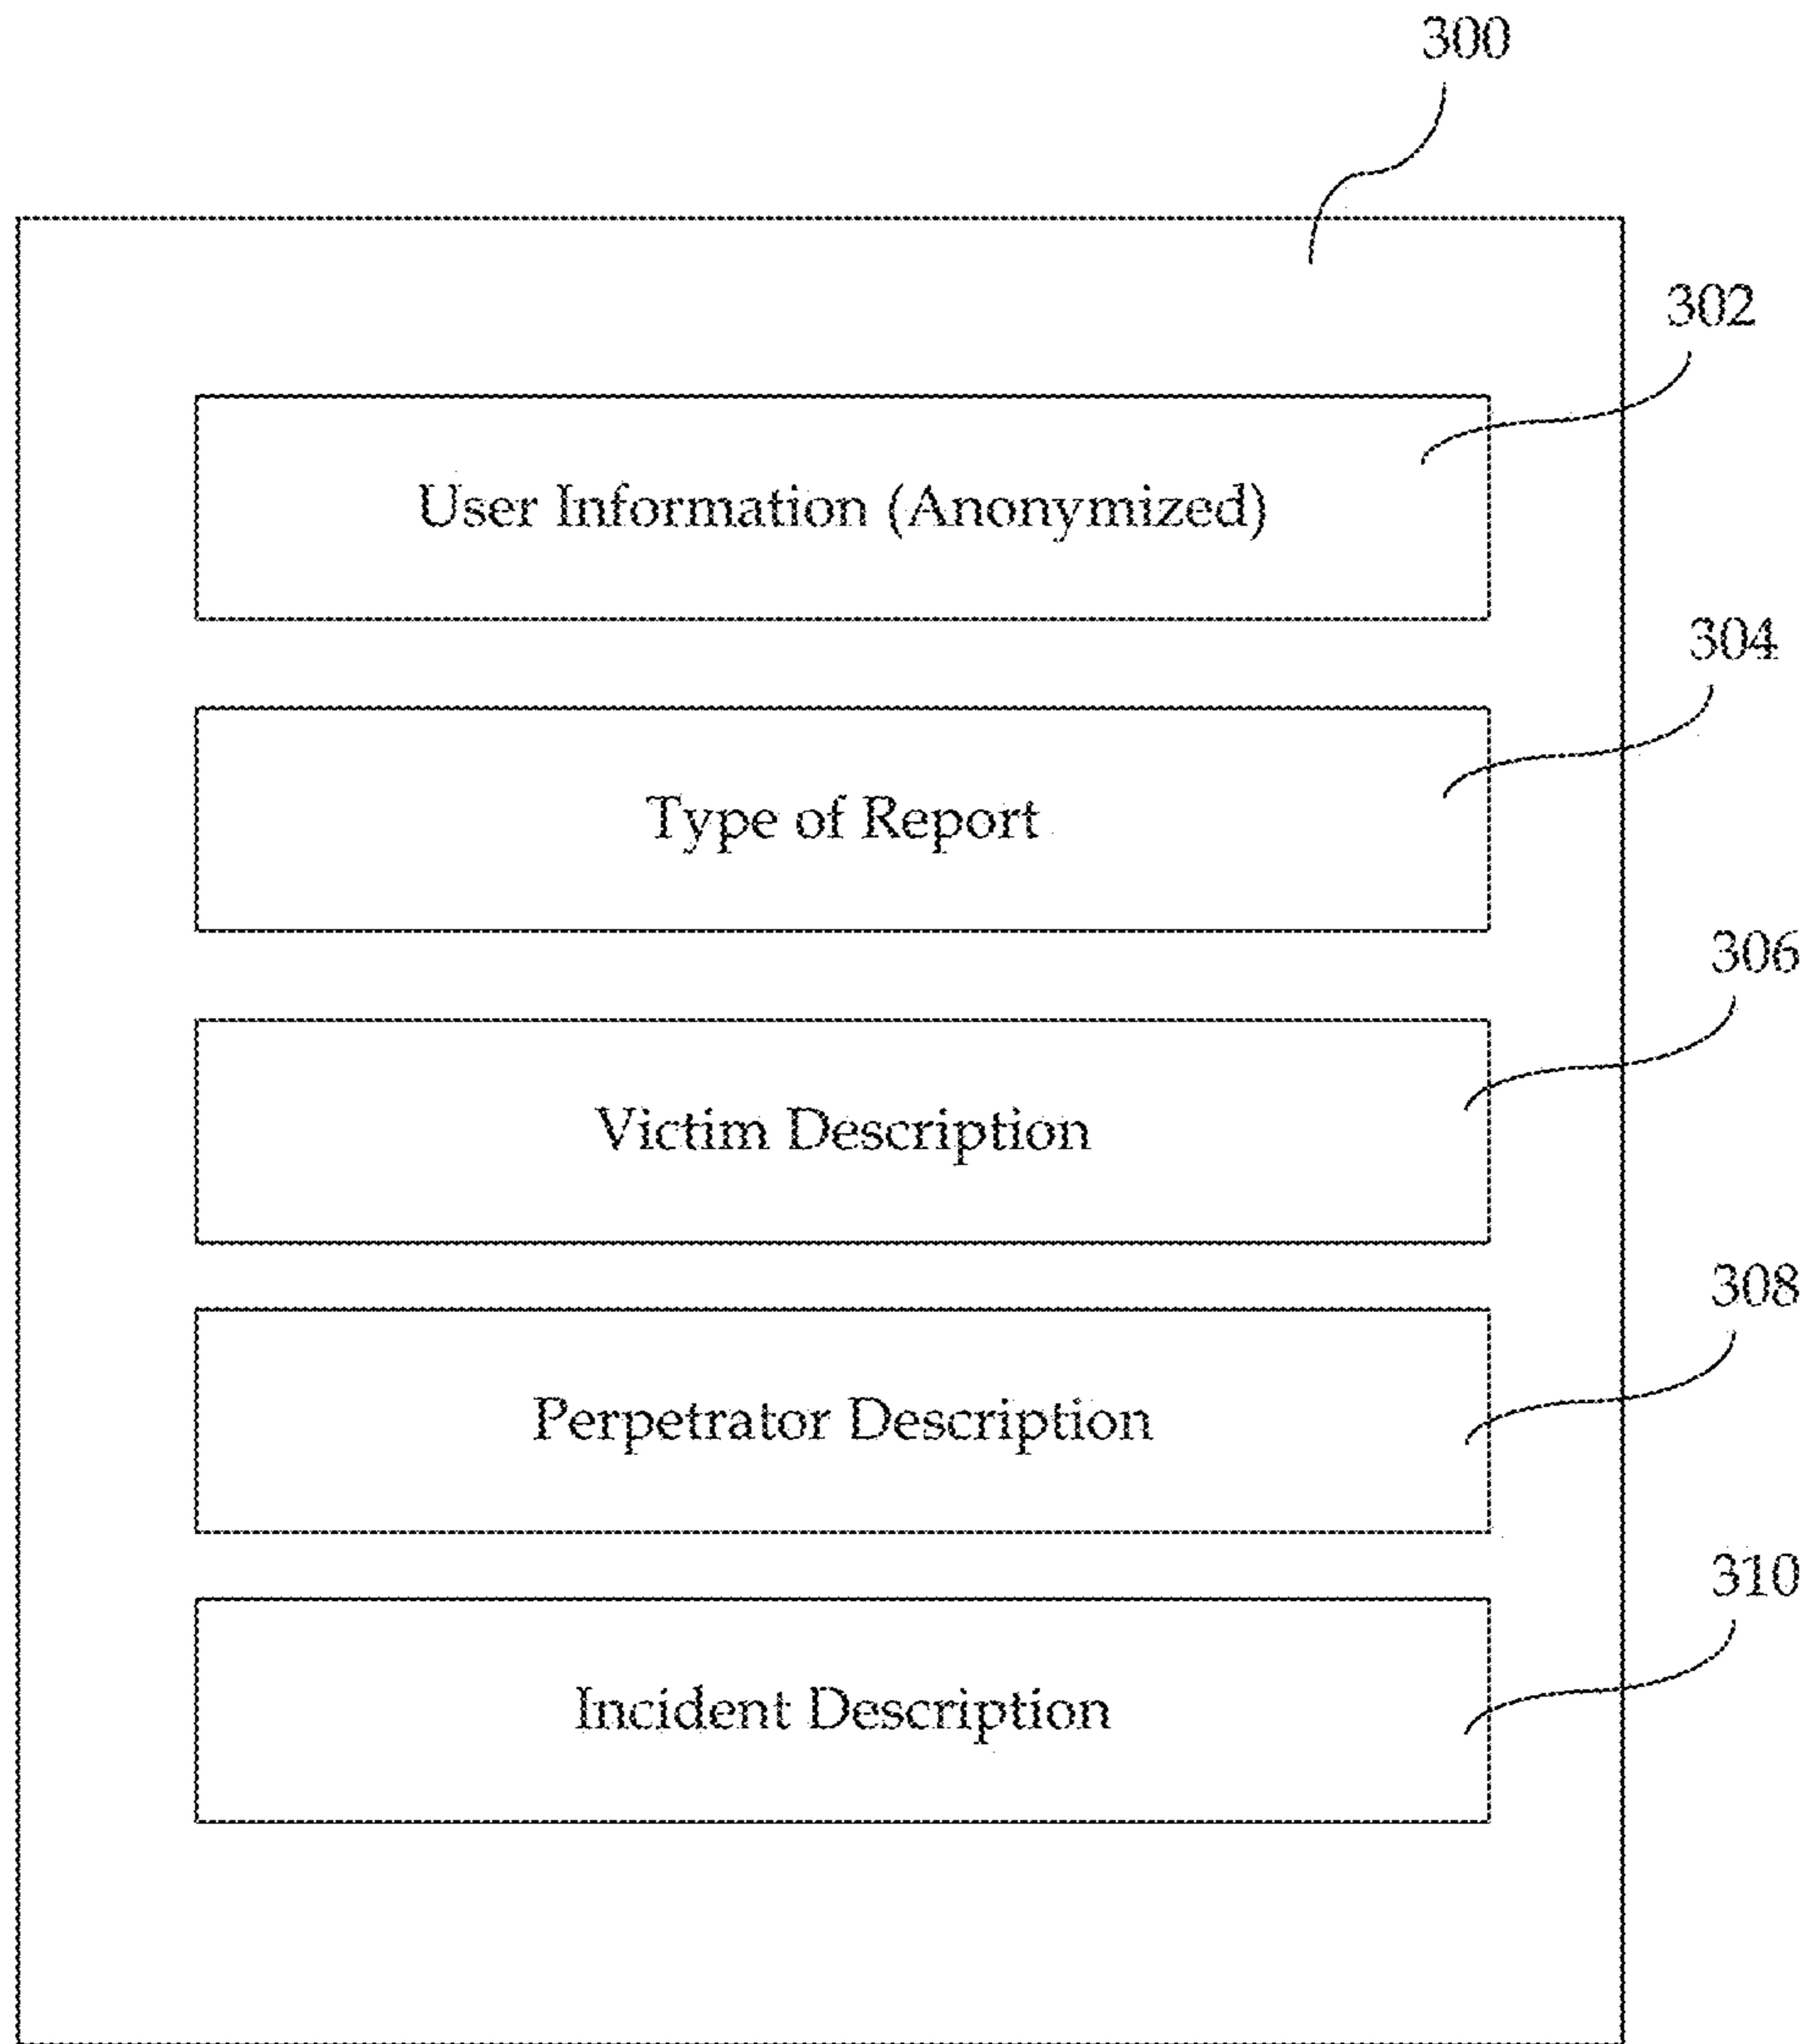 300
302
User Information (Anonymized)
304
Type of Report
306
Victim Description
308
Perpetrator Description
310
Incident Description